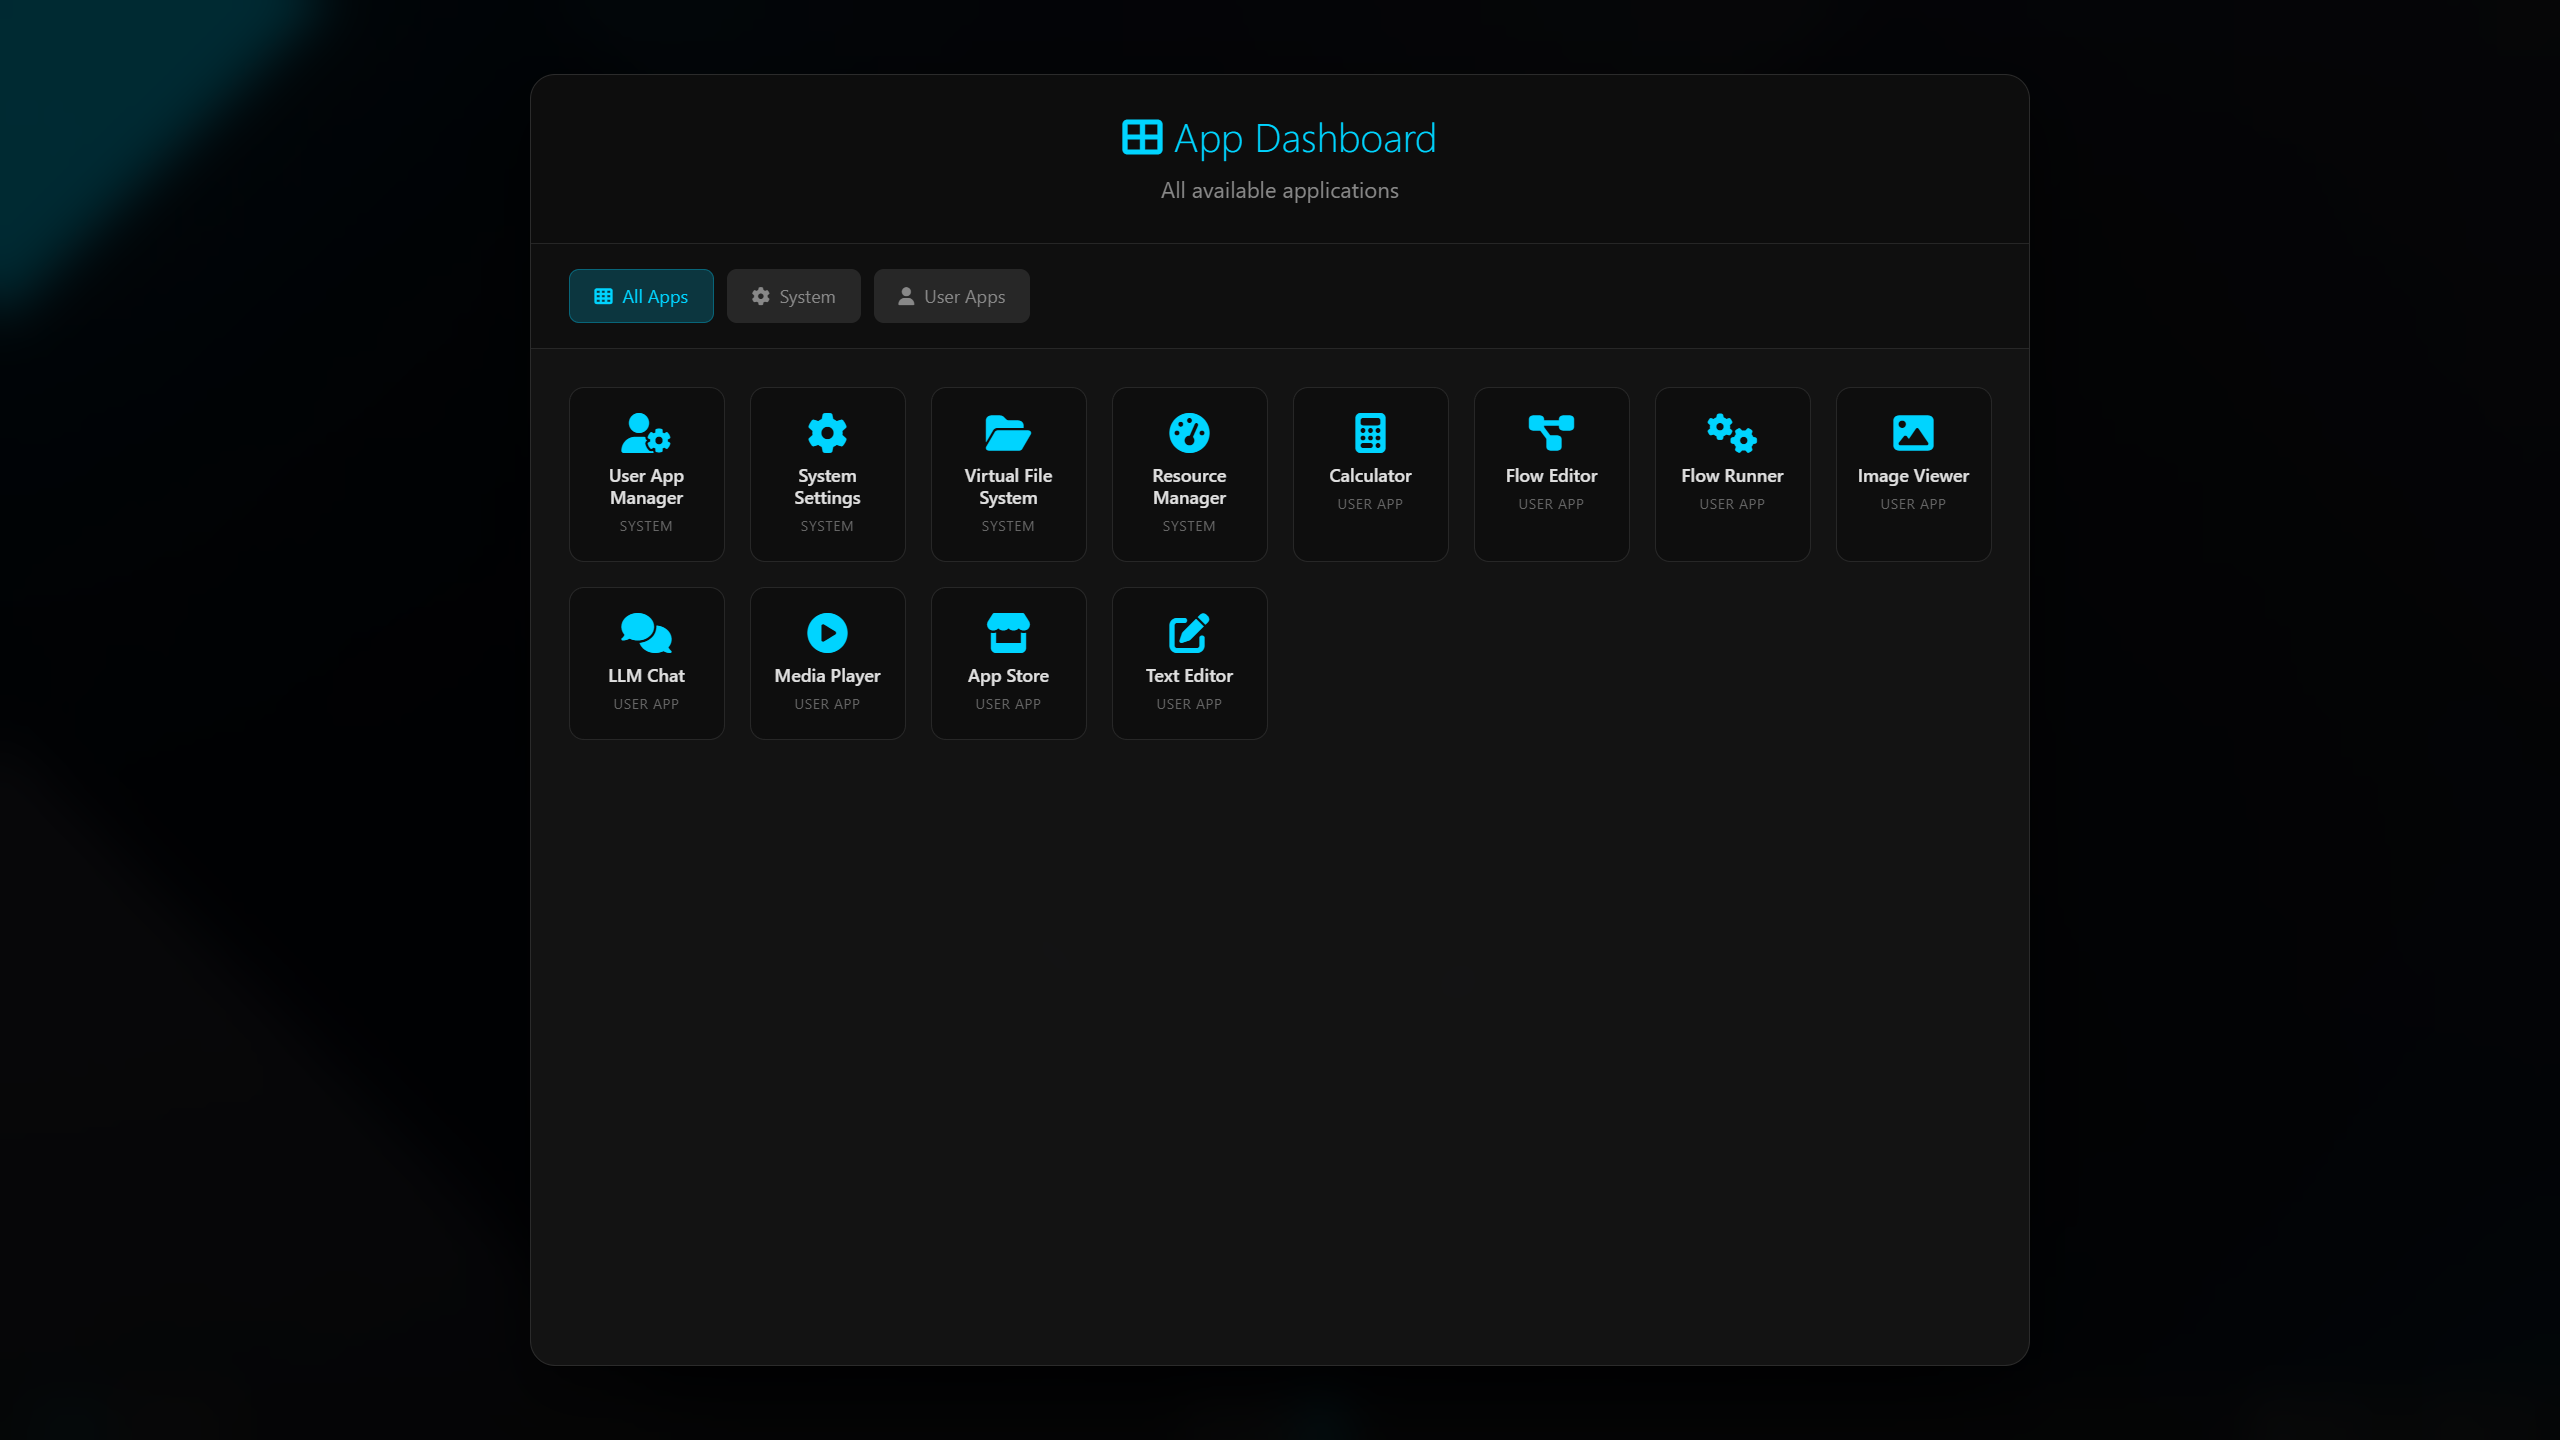 App Dashboard
All available applications
All Apps
System
User Apps
User App
Manager
SYSTEM
System
Settings
SYSTEM
Virtual File
System
SYSTEM
Resource
Manager
SYSTEM
Calculator
USER APP
Flow Editor
USER APP
Flow Runner
USER APP
Image Viewer
USER APP
LLM Chat
USER APP
Media Player
USER APP
App Store
USER APP
Text Editor
USER APP